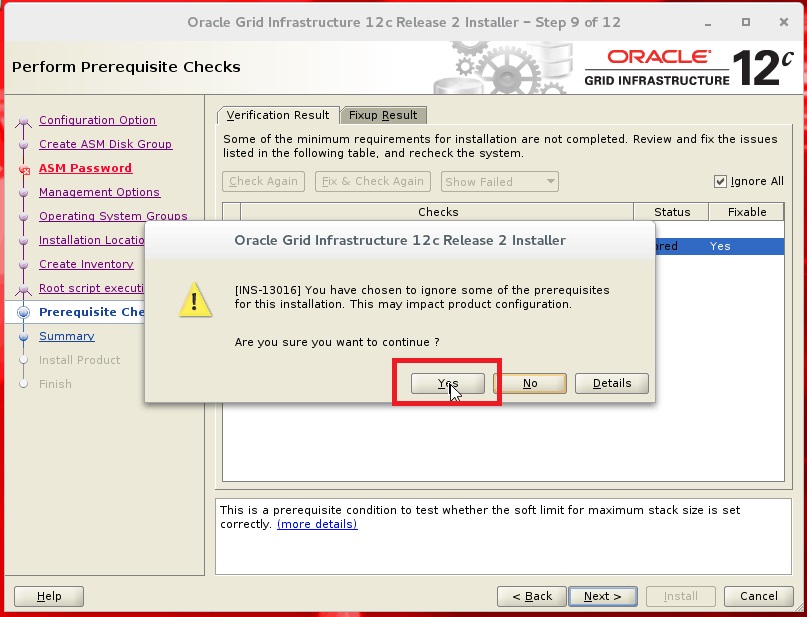 Oracle Grid Infrastructure 12c Release 2 Installer – Step 9 of 12
Perform Prerequisite Checks
ORACLE
GRID INFRASTRUCTURE
12c
Configuration Option
Create ASM Disk Group
ASM Password
Management Options
Operating System Groups
Installation Locatio
Create Inventory
Root script executi
Prerequisite Che
Summary
Install Product
Finish
Verification Result
Fixup Result
Some of the minimum requirements for installation are not completed. Review and fix the issues
listed in the following table, and recheck the system.
Check Again
Fix & Check Again
Show Failed
Ignore All
Checks
Status
Fixable
Yes
Oracle Grid Infrastructure 12c Release 2 Installer
[INS-13016] You have chosen to ignore some of the prerequisites
for this installation. This may impact product configuration.
Are you sure you want to continue ?
Yes
No
Details
This is a prerequisite condition to test whether the soft limit for maximum stack size is set
correctly. (more details)
Help
< Back
Next >
Install
Cancel